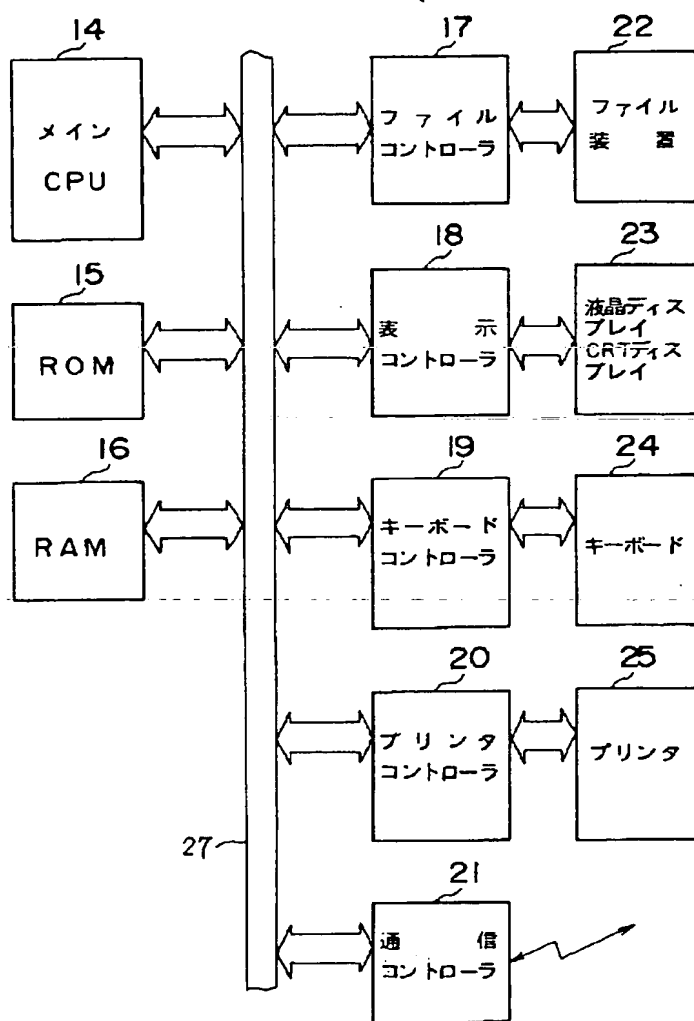 14
メイン
CPU
17
ファイル
コントローラ
22
ファイル
装置
15
ROM
18
表示
コントローラ
23
液晶ディス
プレイ
CRTディス
プレイ
16
RAM
19
キーボード
コントローラ
24
キーボード
20
プリンタ
コントローラ
25
プリンタ
27
21
通信
コントローラ